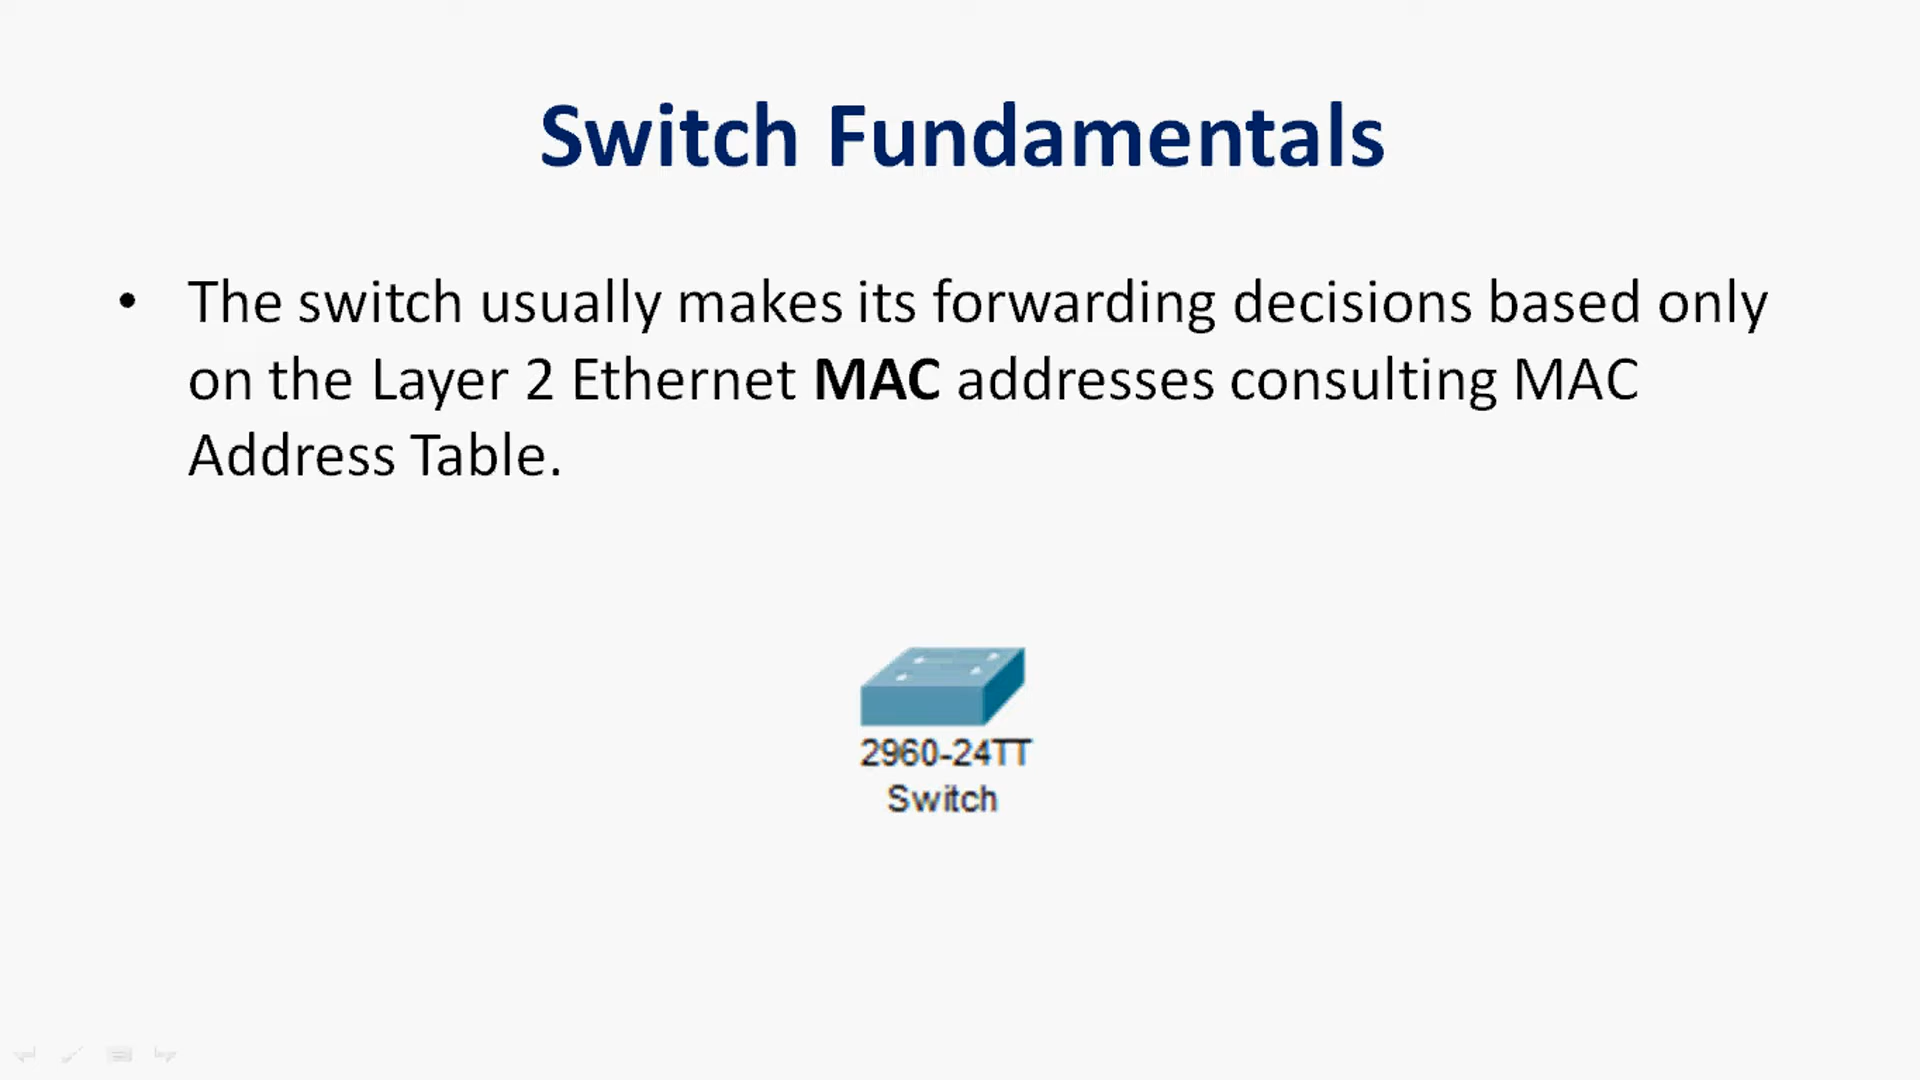 Switch Fundamentals
• The switch usually makes its forwarding decisions based only
on the Layer 2 Ethernet MAC addresses consulting MAC
Address Table.
2960-24TT
Switch